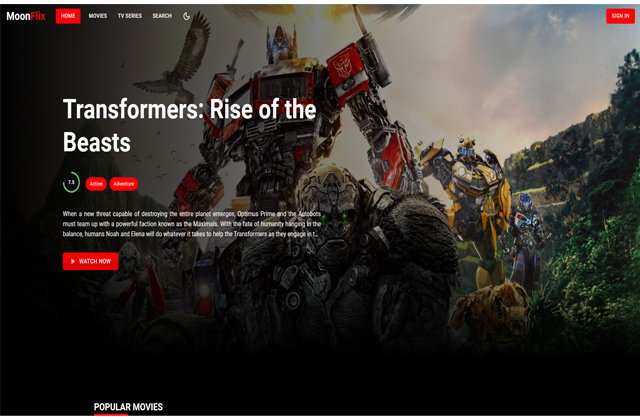 MoonFlix HOME MOVIES TV SERIES SEARCH SIGN IN
Transformers: Rise of the
Beasts
7.5 Action Adventure
When a new threat capable of destroying the entire planet emerges, Optimus Prime and the Autobots
must team up with a powerful faction known as the Maximals. With the fate of humanity hanging in the
balance, humans Noah and Elena will do whatever it takes to help the Transformers as they engage in t...
WATCH NOW
POPULAR MOVIES